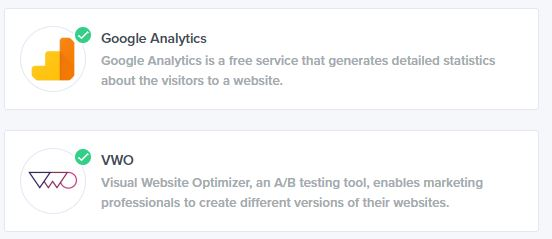 Google Analytics
Google Analytics is a free service that generates detailed statistics
about the visitors to a website.
VWO
VWO
Visual Website Optimizer, an A/B testing tool, enables marketing
professionals to create different versions of their websites.